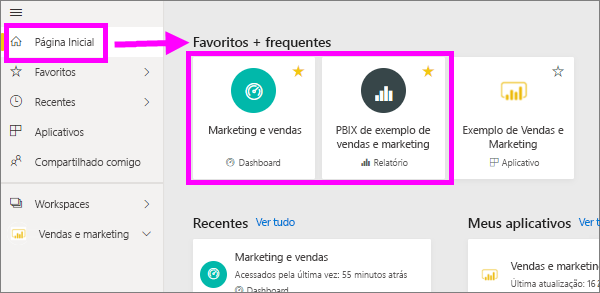 Página Inicial
Favoritos
Recentes
Aplicativos
Compartilhado comigo
Workspaces
Vendas e marketing
Favoritos + frequentes
Marketing e vendas
Dashboard
PBIX de exemplo de
vendas e marketing
Relatório
Exemplo de Vendas e
Marketing
Aplicativo
Recentes Ver tudo
Marketing e vendas
Acessados pela última vez: 55 minutos atrás
Dashboard
Meus aplicativos Ver
Vendas e marketing
Última atualização: 16